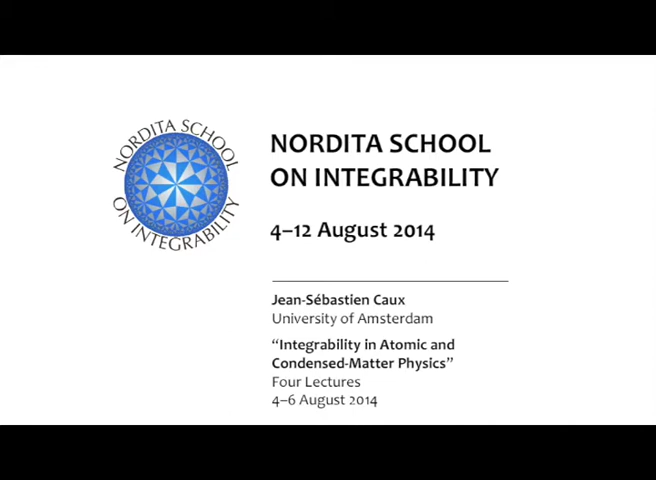 NORDITA SCHOOL
ON INTEGRABILITY
NORDITA SCHOOL
ON INTEGRABILITY
4–12 August 2014
Jean-Sébastien Caux
University of Amsterdam
“Integrability in Atomic and
Condensed-Matter Physics”
Four Lectures
4–6 August 2014